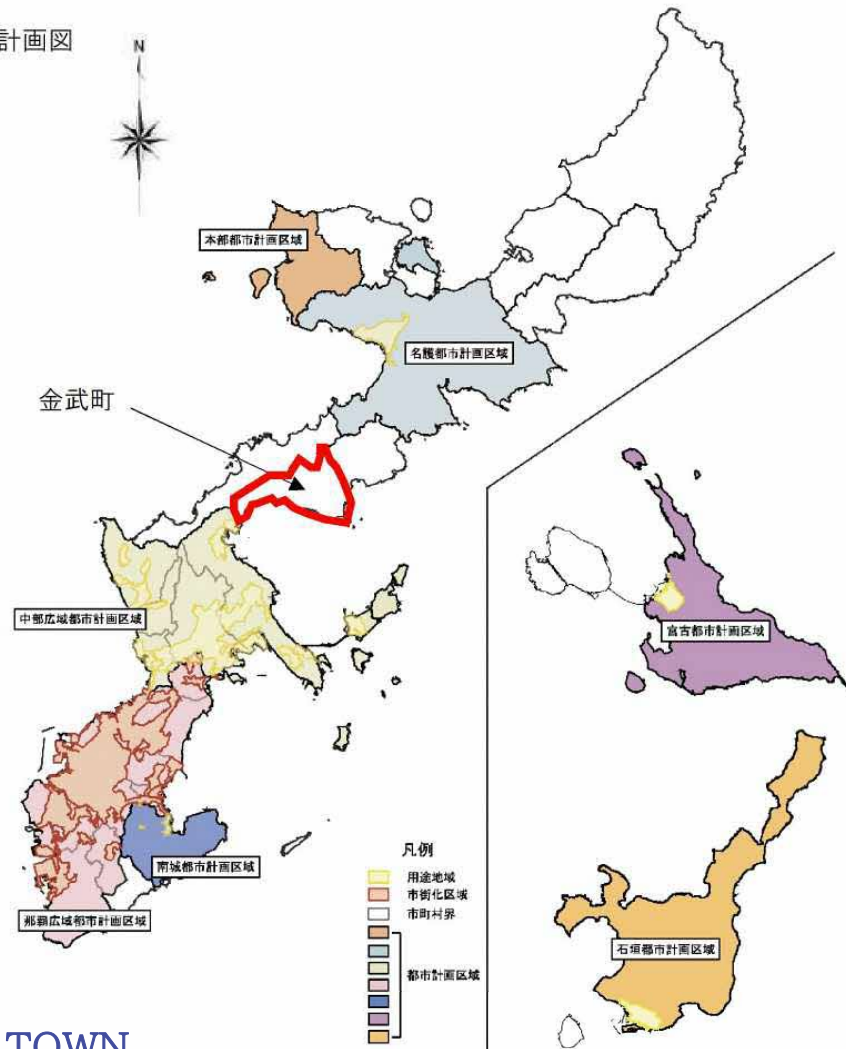 計画図
N
本部都市計画区域
名護都市計画区域
金武町
中部広域都市計画区域
宮古都市計画区域
南城都市計画区域
那覇広域都市計画区域
石垣都市計画区域
凡例
用途地域
市街化区域
市町村界
都市計画区域
TOWN